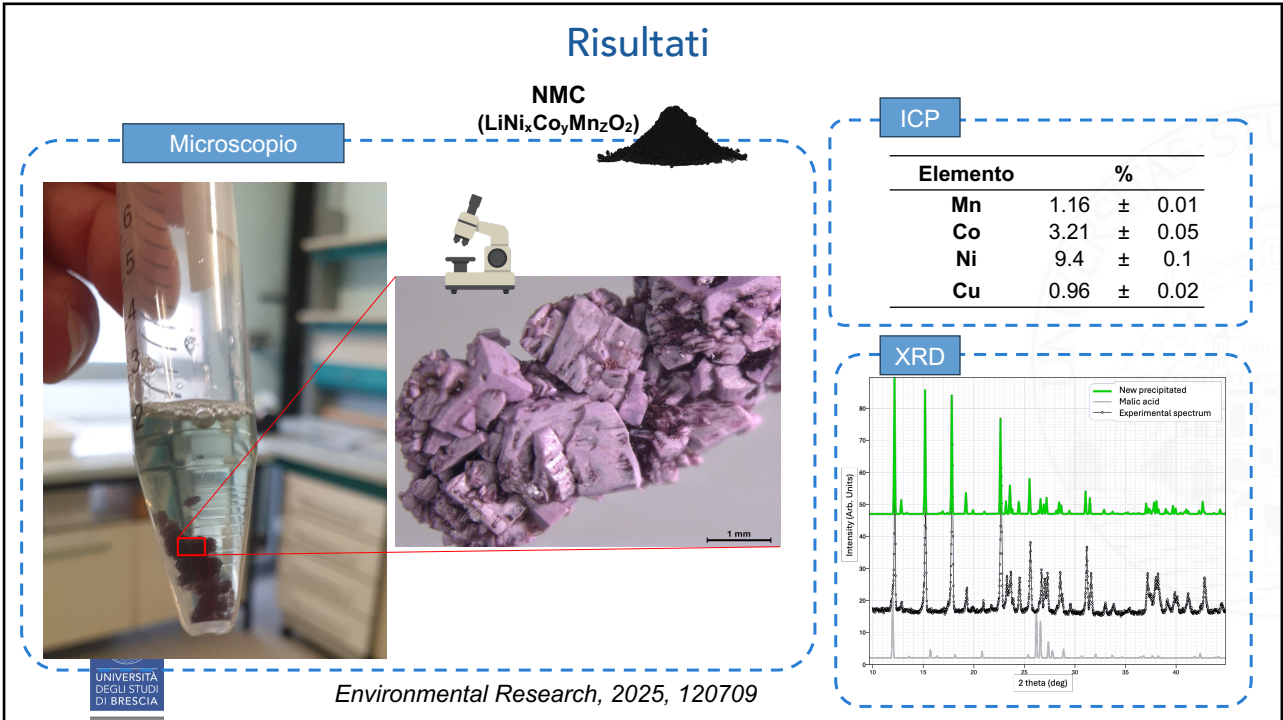 Risultati
NMC
(LiNiₓCoᵧMn_ZO₂)
Microscopio
6
5
4
3
2
1 mm
ICP
Elemento %
Mn 1.16 ± 0.01
Co 3.21 ± 0.05
Ni 9.4 ± 0.1
Cu 0.96 ± 0.02
XRD
New precipitated
Malic acid
Experimental spectrum
Intensity (Arb. Units)
80
70
60
50
40
30
20
10
0
10 15 20 25 30 35 40
2 theta (deg)
UNIVERSITÀ
DEGLI STUDI
DI BRESCIA
Environmental Research, 2025, 120709